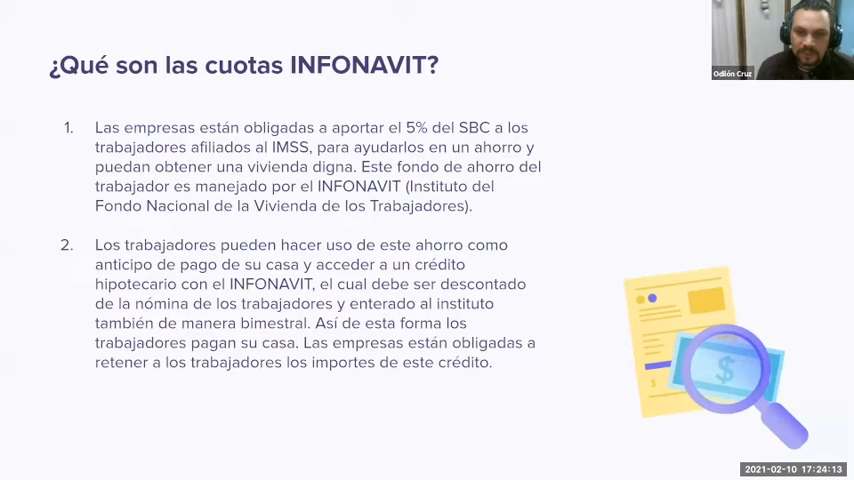 ¿Qué son las cuotas INFONAVIT?
Odilón Cruz
1. Las empresas están obligadas a aportar el 5% del SBC a los
trabajadores afiliados al IMSS, para ayudarlos en un ahorro y
puedan obtener una vivienda digna. Este fondo de ahorro del
trabajador es manejado por el INFONAVIT (Instituto del
Fondo Nacional de la Vivienda de los Trabajadores).
2. Los trabajadores pueden hacer uso de este ahorro como
anticipo de pago de su casa y acceder a un crédito
hipotecario con el INFONAVIT, el cual debe ser descontado
de la nómina de los trabajadores y enterado al instituto
también de manera bimestral. Así de esta forma los
trabajadores pagan su casa. Las empresas están obligadas a
retener a los trabajadores los importes de este crédito.
$
$
2021-02-10 17:24:13